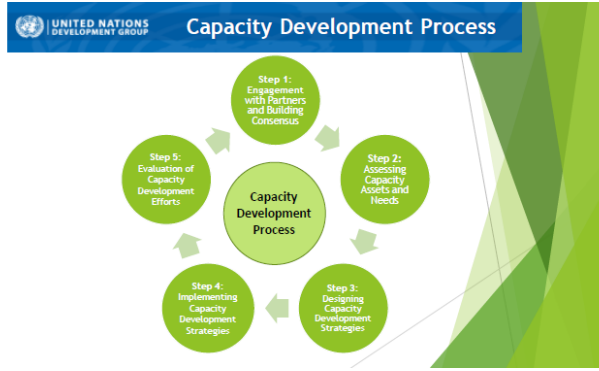 UNITED NATIONS
DEVELOPMENT GROUP
Capacity Development Process
Step 1:
Engagement
with Partners
and Building
Consensus
Step 2:
Assessing
Capacity
Assets and
Needs
Step 3:
Designing
Capacity
Development
Strategies
Step 4:
Implementing
Capacity
Development
Strategies
Step 5:
Evaluation of
Capacity
Development
Efforts
Capacity
Development
Process